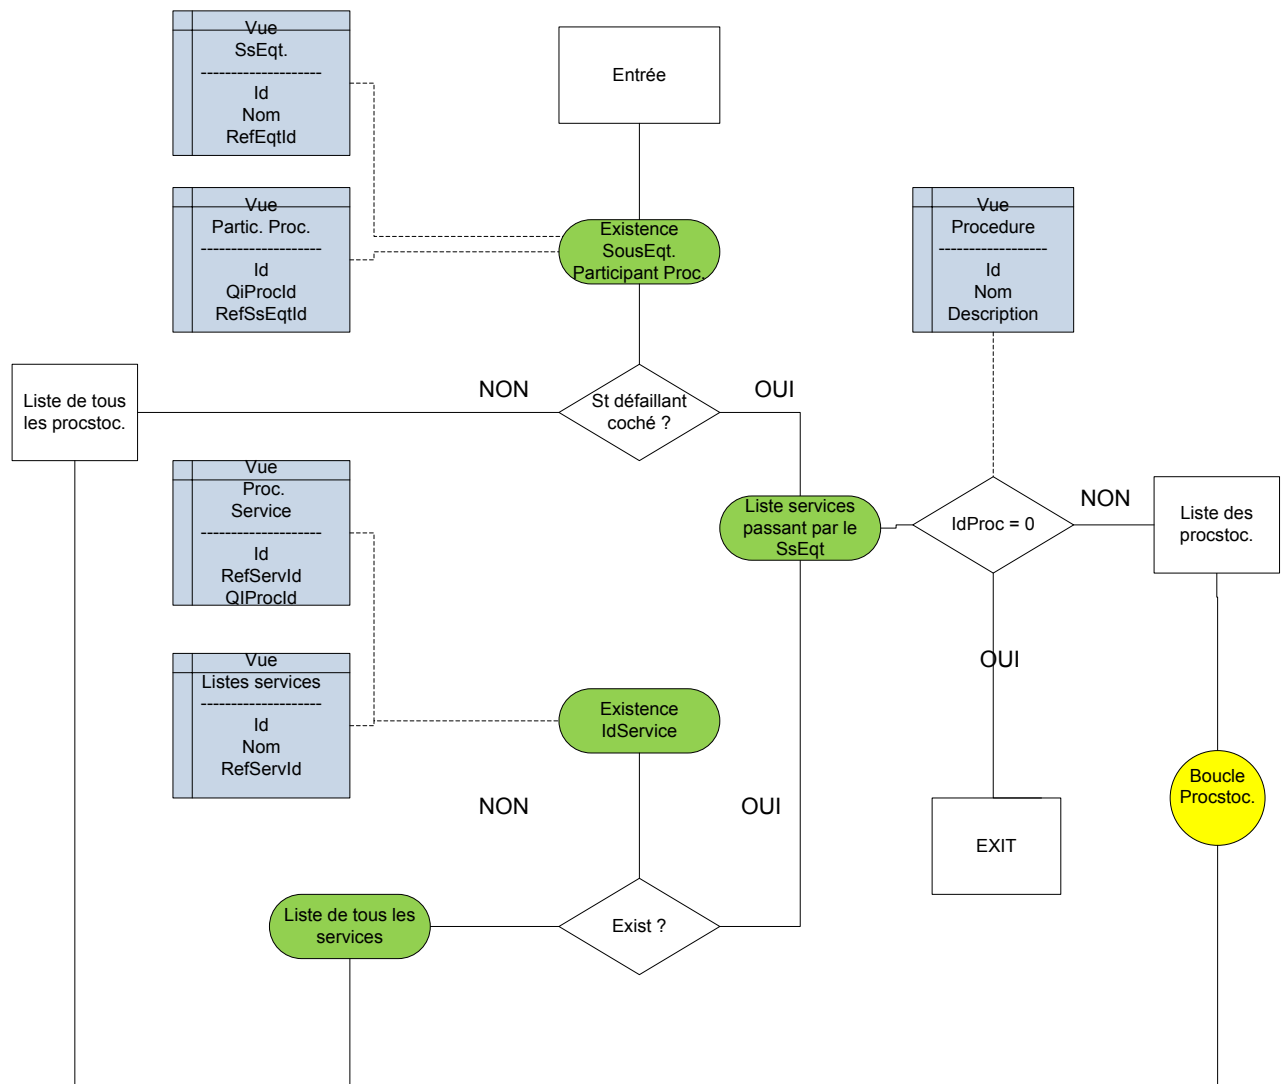 Vue
SsEqt.
--------------------
Id
Nom
RefEqtId
Entrée
Vue
Partic. Proc.
--------------------
Id
QiProcId
RefSsEqtId
Existence
SousEqt.
Participant Proc.
Vue
Procedure
------------------
Id
Nom
Description
Liste de tous
les procstoc.
NON
St défaillant
coché ?
OUI
Vue
Proc.
Service
--------------------
Id
RefServId
QIProcId
Liste services
passant par le
SsEqt
IdProc = 0
NON
Liste des
procstoc.
OUI
Vue
Listes services
--------------------
Id
Nom
RefServId
Existence
IdService
NON
OUI
Boucle
Procstoc.
EXIT
Liste de tous les
services
Exist ?